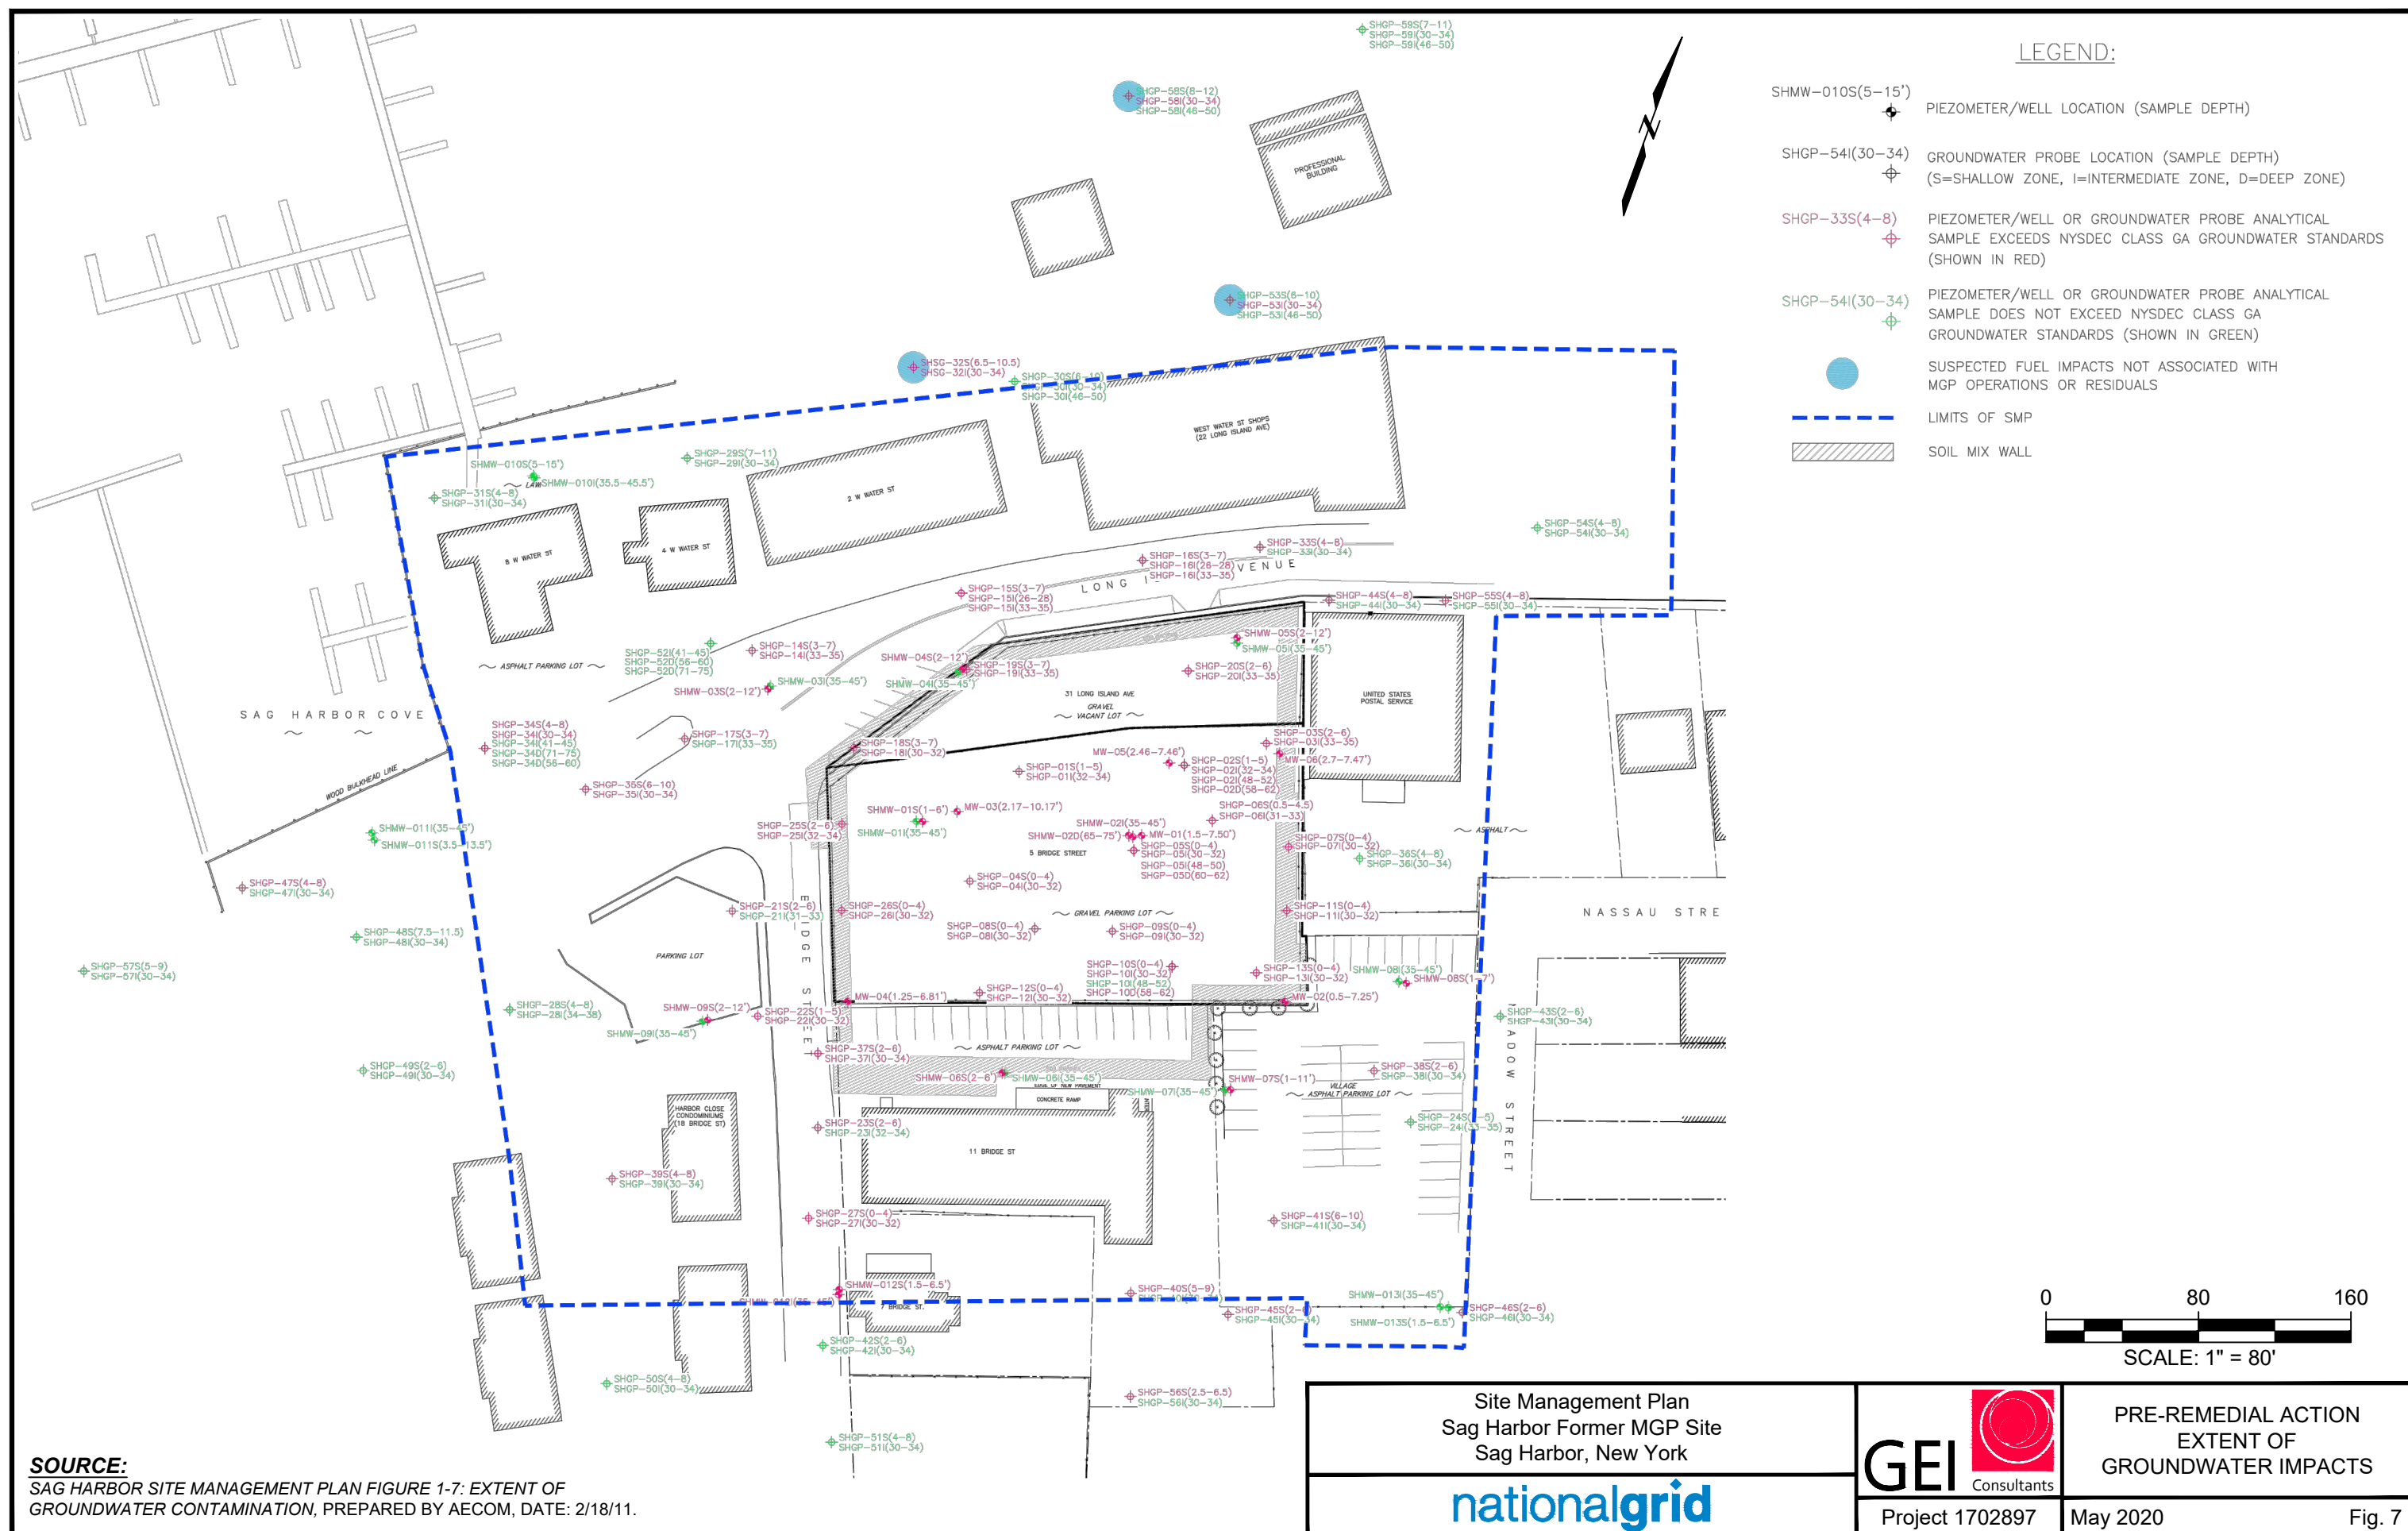 SHGP-59S(7-11)
SHGP-59I(30-34)
SHGP-59I(46-50)
SHGP-58S(8-12)
SHGP-58I(30-34)
SHGP-58I(46-50)
PROFESSIONAL
BUILDING
N
LEGEND:
SHMW-010S(5-15')
PIEZOMETER/WELL LOCATION (SAMPLE DEPTH)
SHGP-54I(30-34)
GROUNDWATER PROBE LOCATION (SAMPLE DEPTH)
(S=SHALLOW ZONE, I=INTERMEDIATE ZONE, D=DEEP ZONE)
SHGP-33S(4-8)
PIEZOMETER/WELL OR GROUNDWATER PROBE ANALYTICAL
SAMPLE EXCEEDS NYSDEC CLASS GA GROUNDWATER STANDARDS
(SHOWN IN RED)
SHGP-54I(30-34)
PIEZOMETER/WELL OR GROUNDWATER PROBE ANALYTICAL
SAMPLE DOES NOT EXCEED NYSDEC CLASS GA
GROUNDWATER STANDARDS (SHOWN IN GREEN)
SUSPECTED FUEL IMPACTS NOT ASSOCIATED WITH
MGP OPERATIONS OR RESIDUALS
LIMITS OF SMP
SOIL MIX WALL
SHGP-53S(6-10)
SHGP-53I(30-34)
SHGP-53I(46-50)
SHSG-32S(6.5-10.5)
SHSG-32I(30-34)
SHGP-30S(6-10)
SHGP-30I(30-34)
SHGP-30I(46-50)
WEST WATER ST SHOPS
(22 LONG ISLAND AVE)
SHGP-29S(7-11)
SHGP-29I(30-34)
SHMW-010S(5-15')
SHMW-010I(35.5-45.5')
SHGP-31S(4-8)
SHGP-31I(30-34)
2 W WATER ST
4 W WATER ST
8 W WATER ST
SHGP-54S(4-8)
SHGP-54I(30-34)
SHGP-33S(4-8)
SHGP-33I(30-34)
SHGP-16S(3-7)
SHGP-16I(26-28)
SHGP-16I(33-35)
LONG I VENUE
SHGP-15S(3-7)
SHGP-15I(26-28)
SHGP-15I(33-35)
SHGP-44S(4-8)
SHGP-44I(30-34)
SHGP-55S(4-8)
SHGP-55I(30-34)
SHGP-52I(41-45)
SHGP-52D(56-60)
SHGP-52D(71-75)
SHGP-14S(3-7)
SHGP-14I(33-35)
ASPHALT PARKING LOT
SHMW-03S(2-12')
SHMW-03I(35-45')
SHMW-04S(2-12')
SHMW-04I(35-45')
SHGP-19S(3-7)
SHGP-19I(33-35)
SHMW-05S(2-12')
SHMW-05I(35-45')
SHGP-20S(2-6)
SHGP-20I(33-35)
31 LONG ISLAND AVE
GRAVEL
VACANT LOT
UNITED STATES
POSTAL SERVICE
SAG HARBOR COVE
SHGP-34S(4-8)
SHGP-34I(30-34)
SHGP-34I(41-45)
SHGP-34D(71-75)
SHGP-34D(56-60)
SHGP-17S(3-7)
SHGP-17I(33-35)
SHGP-18S(3-7)
SHGP-18I(30-32)
SHGP-03S(2-6)
SHGP-03I(33-35)
MW-05(2.46-7.46')
MW-06(2.7-7.47')
SHGP-01S(1-5)
SHGP-01I(32-34)
SHGP-02S(1-5)
SHGP-02I(32-34)
SHGP-02I(48-52)
SHGP-02D(58-62)
WOOD BULKHEAD LINE
SHGP-35S(6-10)
SHGP-35I(30-34)
SHGP-25S(2-6)
SHGP-25I(32-34)
SHMW-01S(1-6')
SHMW-01I(35-45')
MW-03(2.17-10.17')
SHGP-06S(0.5-4.5)
SHGP-06I(31-33)
SHMW-02I(35-45')
SHMW-02D(65-75')
MW-01(1.5-7.50')
5 BRIDGE STREET
SHGP-05S(0-4)
SHGP-05I(30-32)
SHGP-05I(48-50)
SHGP-05D(60-62)
SHGP-07S(0-4)
SHGP-07I(30-32)
SHGP-36S(4-8)
SHGP-36I(30-34)
ASPHALT
SHMW-011I(35-45')
SHMW-011S(3.5-13.5')
SHGP-47S(4-8)
SHGP-47I(30-34)
SHGP-04S(0-4)
SHGP-04I(30-32)
SHGP-21S(2-6)
SHGP-21I(31-33)
SHGP-26S(0-4)
SHGP-26I(30-32)
GRAVEL PARKING LOT
SHGP-11S(0-4)
SHGP-11I(30-32)
NASSAU STRE
SHGP-08S(0-4)
SHGP-08I(30-32)
SHGP-09S(0-4)
SHGP-09I(30-32)
SHGP-48S(7.5-11.5)
SHGP-48I(30-34)
PARKING LOT
SHGP-57S(5-9)
SHGP-57I(30-34)
SHGP-10S(0-4)
SHGP-10I(30-32)
SHGP-10I(48-52)
SHGP-10D(58-62)
SHGP-13S(0-4)
SHGP-13I(30-32)
SHMW-08I(35-45')
SHMW-08S(1-7')
SHGP-28S(4-8)
SHGP-28I(34-38)
SHMW-09S(2-12')
SHMW-09I(35-45')
SHGP-22S(1-5)
SHGP-22I(30-32)
MW-04(1.25-6.81')
SHGP-12S(0-4)
SHGP-12I(30-32)
MW-02(0.5-7.25')
SHGP-43S(2-6)
SHGP-43I(30-34)
ADOW STREET
SHGP-37S(2-6)
SHGP-37I(30-34)
ASPHALT PARKING LOT
SHGP-49S(2-6)
SHGP-49I(30-34)
SHMW-06S(2-6')
SHMW-06I(35-45')
EDGE OF NEW PAVEMENT
CONCRETE RAMP
SHMW-07S(1-11')
SHMW-07I(35-45')
SHGP-38S(2-6)
SHGP-38I(30-34)
VILLAGE
ASPHALT PARKING LOT
HARBOR CLOSE
CONDOMINIUMS
(18 BRIDGE ST)
SHGP-23S(2-6)
SHGP-23I(32-34)
11 BRIDGE ST
SHGP-24I(33-35)
SHGP-39S(4-8)
SHGP-39I(30-34)
SHGP-27S(0-4)
SHGP-27I(30-32)
SHGP-41S(6-10)
SHGP-41I(30-34)
SHMW-012S(1.5-6.5')
7 BRIDGE ST.
SHGP-40S(5-9)
SHGP-45S(2-6)
SHGP-45I(30-34)
SHMW-013I(35-45')
SHMW-013S(1.5-6.5')
SHGP-46S(2-6)
SHGP-46I(30-34)
SHGP-42S(2-6)
SHGP-42I(30-34)
SHGP-50S(4-8)
SHGP-50I(30-34)
SHGP-56S(2.5-6.5)
SHGP-56I(30-34)
SHGP-51S(4-8)
SHGP-51I(30-34)
0 80 160
SCALE: 1" = 80'
SOURCE:
SAG HARBOR SITE MANAGEMENT PLAN FIGURE 1-7: EXTENT OF
GROUNDWATER CONTAMINATION, PREPARED BY AECOM, DATE: 2/18/11.
Site Management Plan
Sag Harbor Former MGP Site
Sag Harbor, New York
nationalgrid
GEI
Consultants
Project 1702897
PRE-REMEDIAL ACTION
EXTENT OF
GROUNDWATER IMPACTS
May 2020
Fig. 7